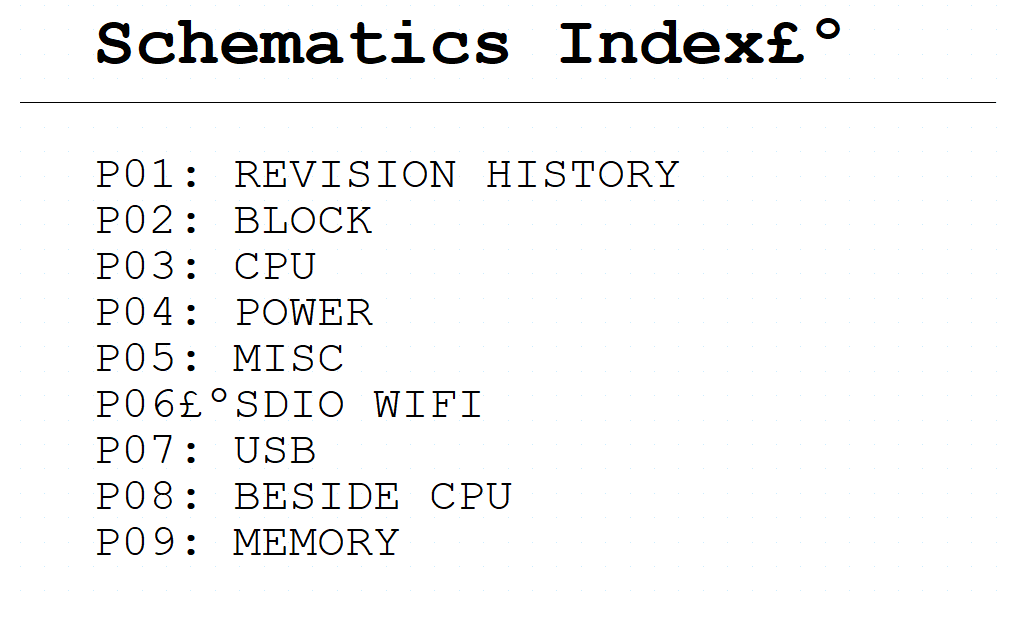 Schematics Index£º
P01: REVISION HISTORY
P02: BLOCK
P03: CPU
P04: POWER
P05: MISC
P06£ºSDIO WIFI
P07: USB
P08: BESIDE CPU
P09: MEMORY